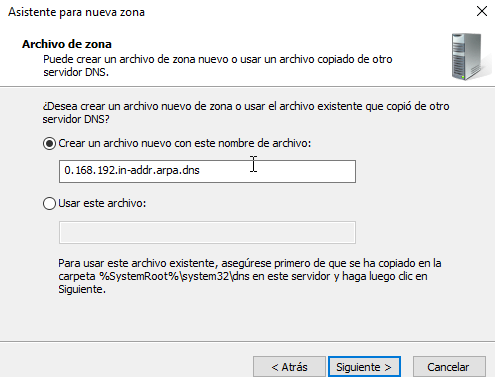 Asistente para nueva zona
Archivo de zona
Puede crear un archivo de zona nuevo o usar un archivo copiado de otro
servidor DNS.
¿Desea crear un archivo nuevo de zona o usar el archivo existente que copió de otro
servidor DNS?
Crear un archivo nuevo con este nombre de archivo:
0.168.192.in-addr.arpa.dns
Usar este archivo:
Para usar este archivo existente, asegúrese primero de que se ha copiado en la
carpeta %SystemRoot%\system32\dns en este servidor y haga luego clic en
Siguiente.
< Atrás
Siguiente >
Cancelar